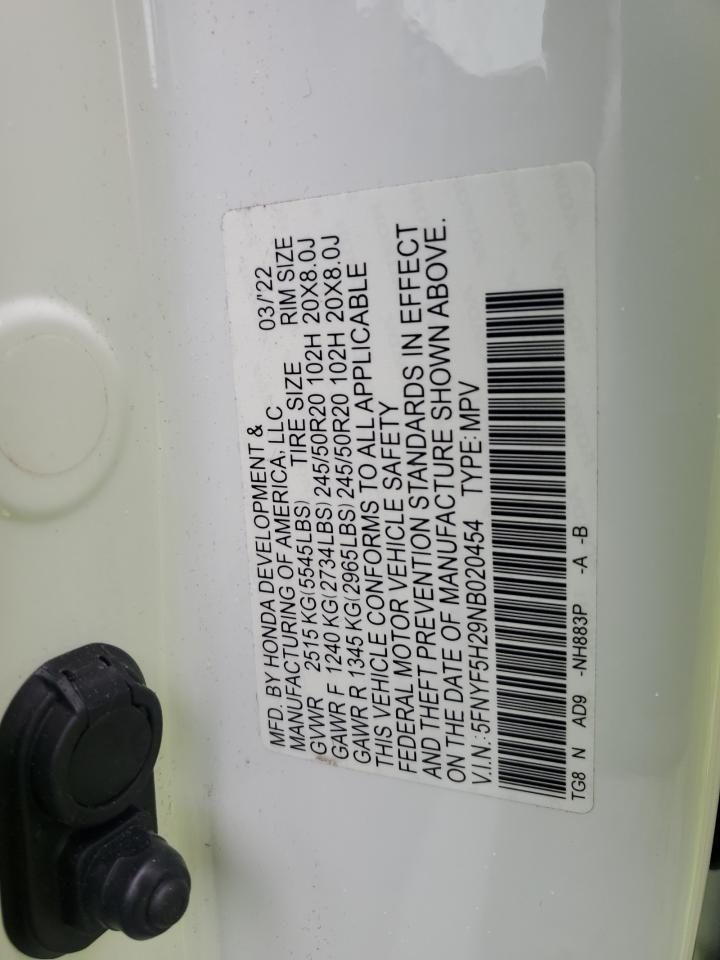 MFD. BY HONDA DEVELOPMENT &
MANUFACTURING OF AMERICA, LLC 03/'22
GVWR 2515 KG(5545LBS) TIRE SIZE RIM SIZE
GAWR F 1240 KG(2734LBS) 245/50R20 102H 20X8.0J
GAWR R 1345 KG(2965LBS) 245/50R20 102H 20X8.0J
THIS VEHICLE CONFORMS TO ALL APPLICABLE
FEDERAL MOTOR VEHICLE SAFETY
AND THEFT PREVENTION STANDARDS IN EFFECT
ON THE DATE OF MANUFACTURE SHOWN ABOVE.
V.I.N.:5FNYF5H29NB020454 TYPE:MPV
TG8 N AD9 -NH883P -A -B